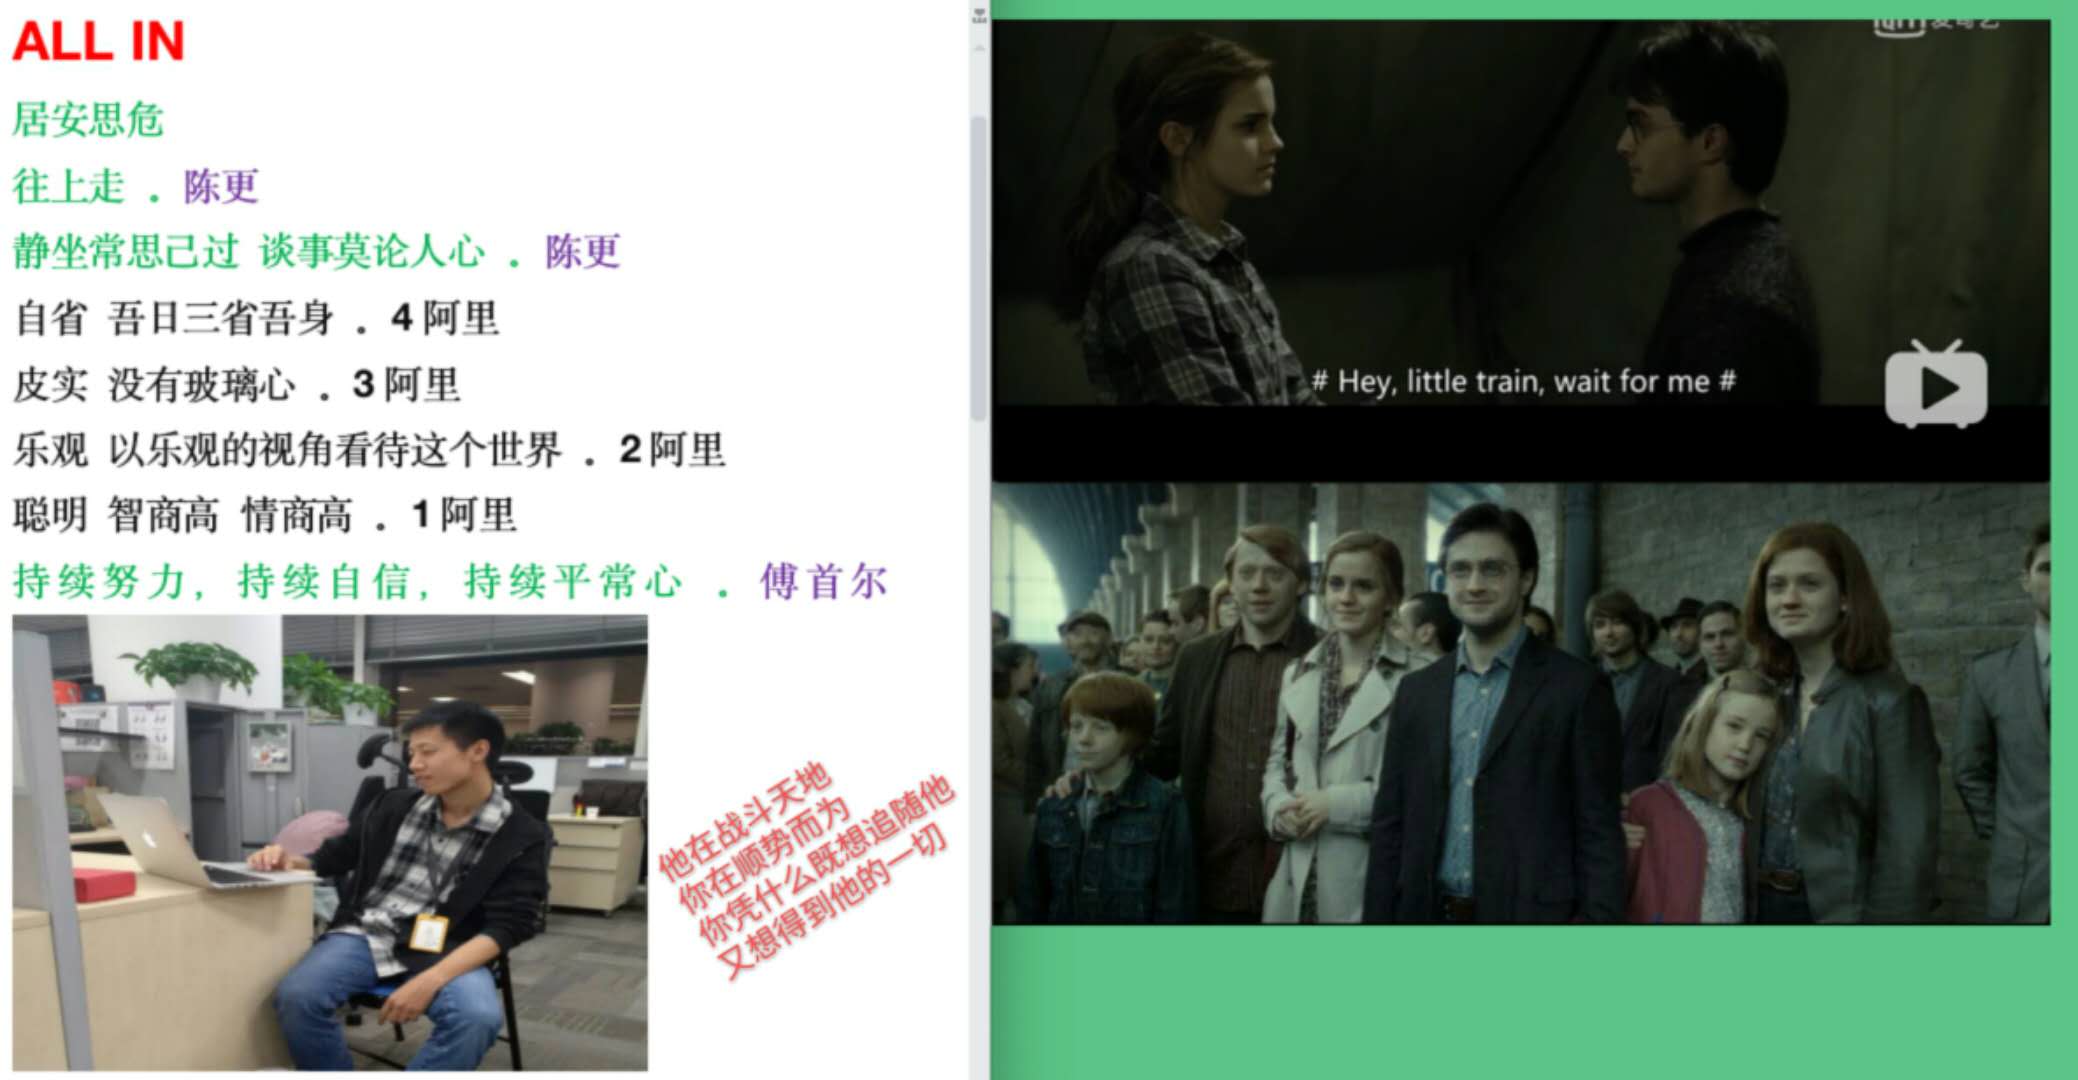 ALL IN
居安思危
往上走 . 陈更
静坐常思己过 谈事莫论人心 . 陈更
自省 吾日三省吾身 . 4 阿里
皮实 没有玻璃心 . 3 阿里
乐观 以乐观的视角看待这个世界 . 2 阿里
聪明 智商高 情商高 . 1 阿里
持续努力, 持续自信, 持续平常心 . 傅首尔
他在战斗天地
你在顺势而为
你凭什么既想追随他
又想得到他的一切
# Hey, little train, wait for me #